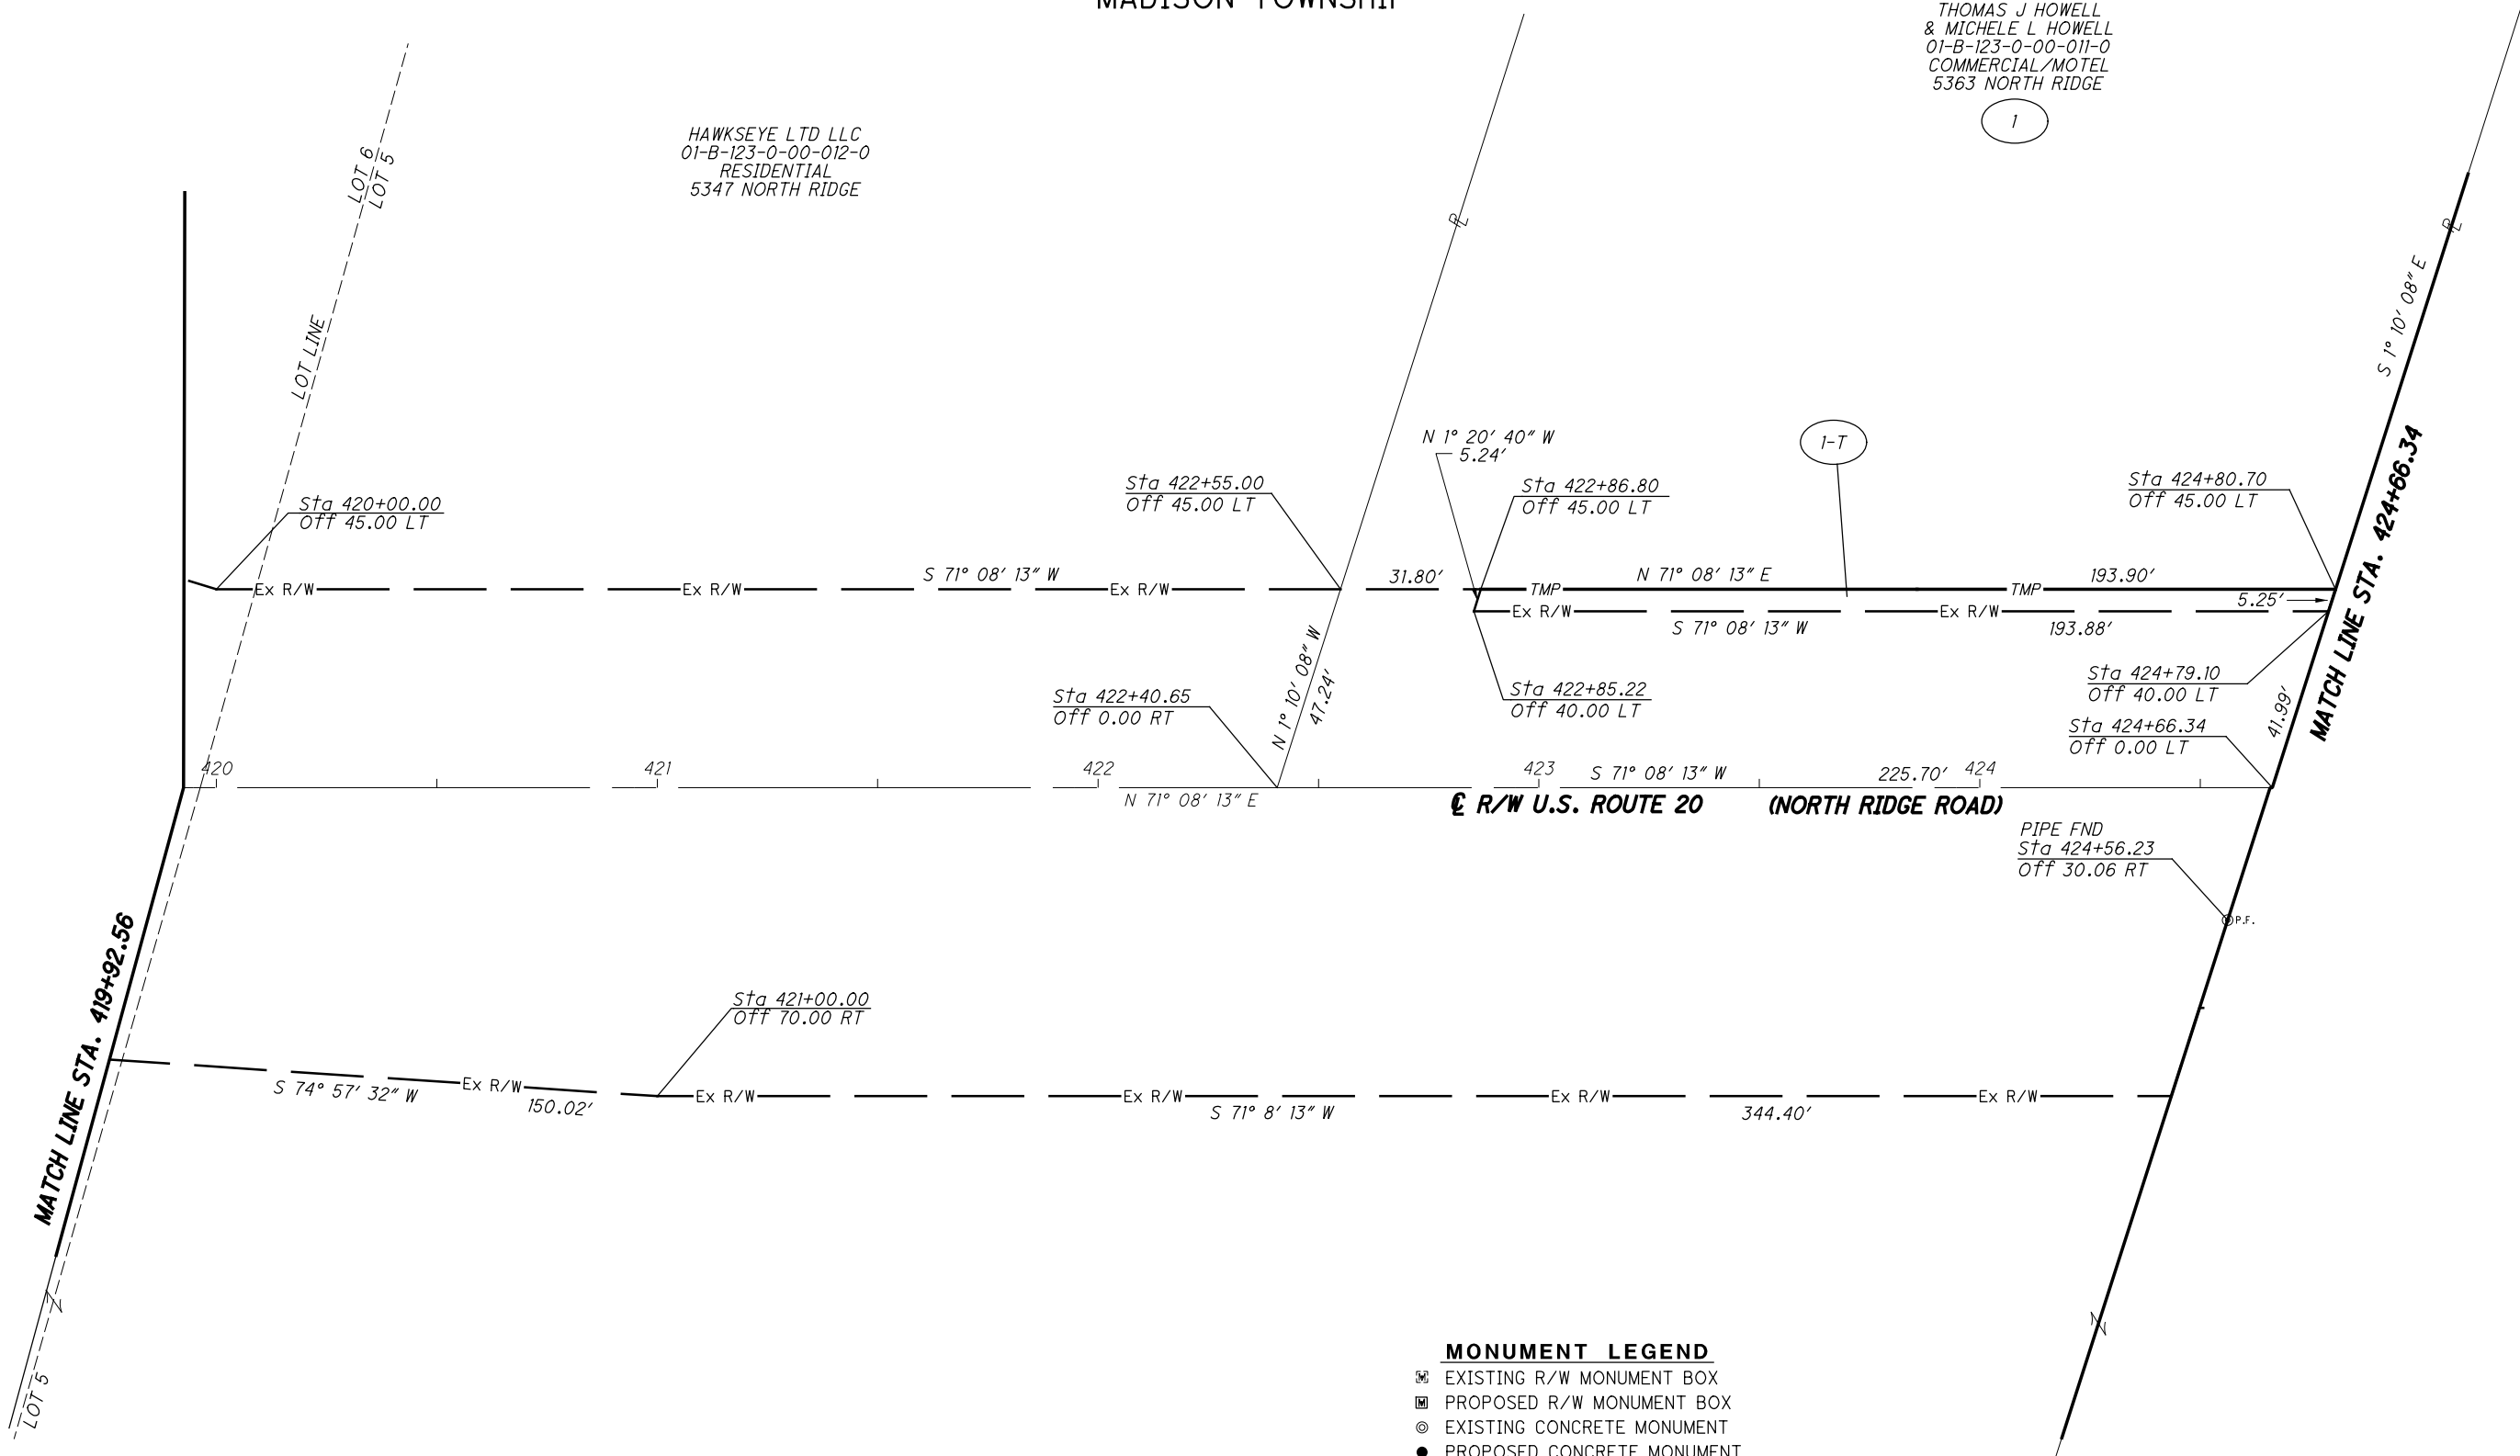 MADISON TOWNSHIP
THOMAS J HOWELL
& MICHELE L HOWELL
01-B-123-0-00-011-0
COMMERCIAL/MOTEL
5363 NORTH RIDGE
1
HAWKSEYE LTD LLC
01-B-123-0-00-012-0
RESIDENTIAL
5347 NORTH RIDGE
LOT 6
LOT 5
PL
PL
S 1° 10' 08" E
LOT LINE
N 1° 20' 40" W
5.24'
1-T
Sta 420+00.00
Off 45.00 LT
Sta 422+55.00
Off 45.00 LT
Sta 422+86.80
Off 45.00 LT
Sta 424+80.70
Off 45.00 LT
MATCH LINE STA. 424+66.34
Ex R/W
Ex R/W
S 71° 08' 13" W
Ex R/W
31.80'
TMP
N 71° 08' 13" E
TMP
193.90'
5.25'
Ex R/W
S 71° 08' 13" W
Ex R/W
193.88'
N 1° 10' 08" W
47.24'
Sta 422+40.65
Off 0.00 RT
Sta 422+85.22
Off 40.00 LT
Sta 424+79.10
Off 40.00 LT
Sta 424+66.34
Off 0.00 LT
41.99'
420
421
422
423
S 71° 08' 13" W
225.70'
424
N 71° 08' 13" E
CL R/W U.S. ROUTE 20 (NORTH RIDGE ROAD)
PIPE FND
Sta 424+56.23
Off 30.06 RT
P.F.
MATCH LINE STA. 419+92.56
Sta 421+00.00
Off 70.00 RT
S 74° 57' 32" W
Ex R/W
150.02'
Ex R/W
Ex R/W
S 71° 8' 13" W
Ex R/W
344.40'
Ex R/W
LOT 5
MONUMENT LEGEND
EXISTING R/W MONUMENT BOX
PROPOSED R/W MONUMENT BOX
EXISTING CONCRETE MONUMENT
PROPOSED CONCRETE MONUMENT